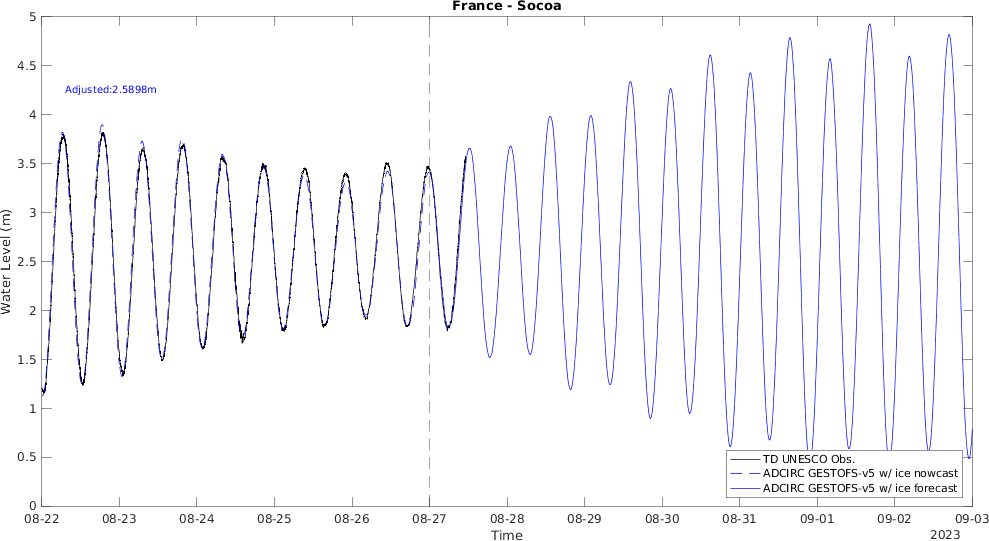 France - Socoa
5
4.5
4
3.5
3
2.5
2
1.5
1
0.5
0
Water Level (m)
Adjusted:2.5898m
TD UNESCO Obs.
ADCIRC GESTOFS-v5 w/ ice nowcast
ADCIRC GESTOFS-v5 w/ ice forecast
08-22 08-23 08-24 08-25 08-26 08-27 08-28 08-29 08-30 08-31 09-01 09-02 09-03
Time
2023